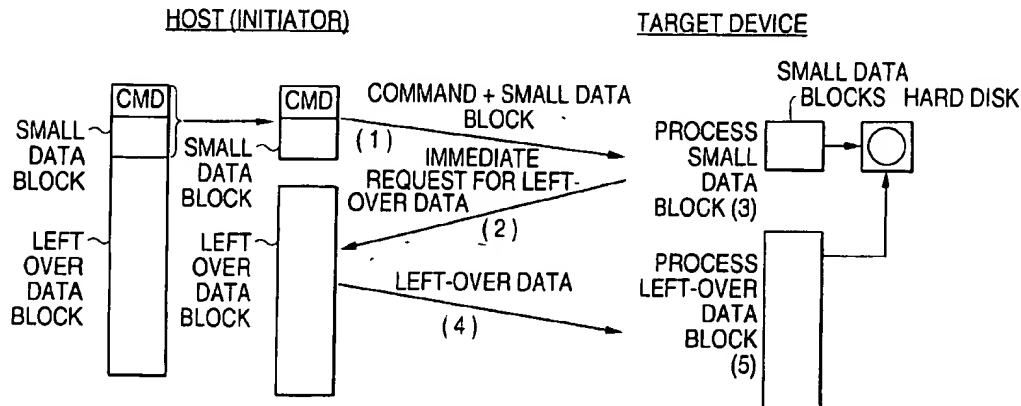 HOST (INITIATOR)
TARGET DEVICE
CMD
SMALL
DATA
BLOCK
LEFT
OVER
DATA
BLOCK
CMD
SMALL
DATA
BLOCK
LEFT
OVER
DATA
BLOCK
COMMAND + SMALL DATA
BLOCK
(1)
IMMEDIATE
REQUEST FOR LEFT-
OVER DATA
(2)
LEFT-OVER DATA
(4)
SMALL DATA
BLOCKS
HARD DISK
PROCESS
SMALL
DATA
BLOCK (3)
PROCESS
LEFT-OVER
DATA
BLOCK
(5)